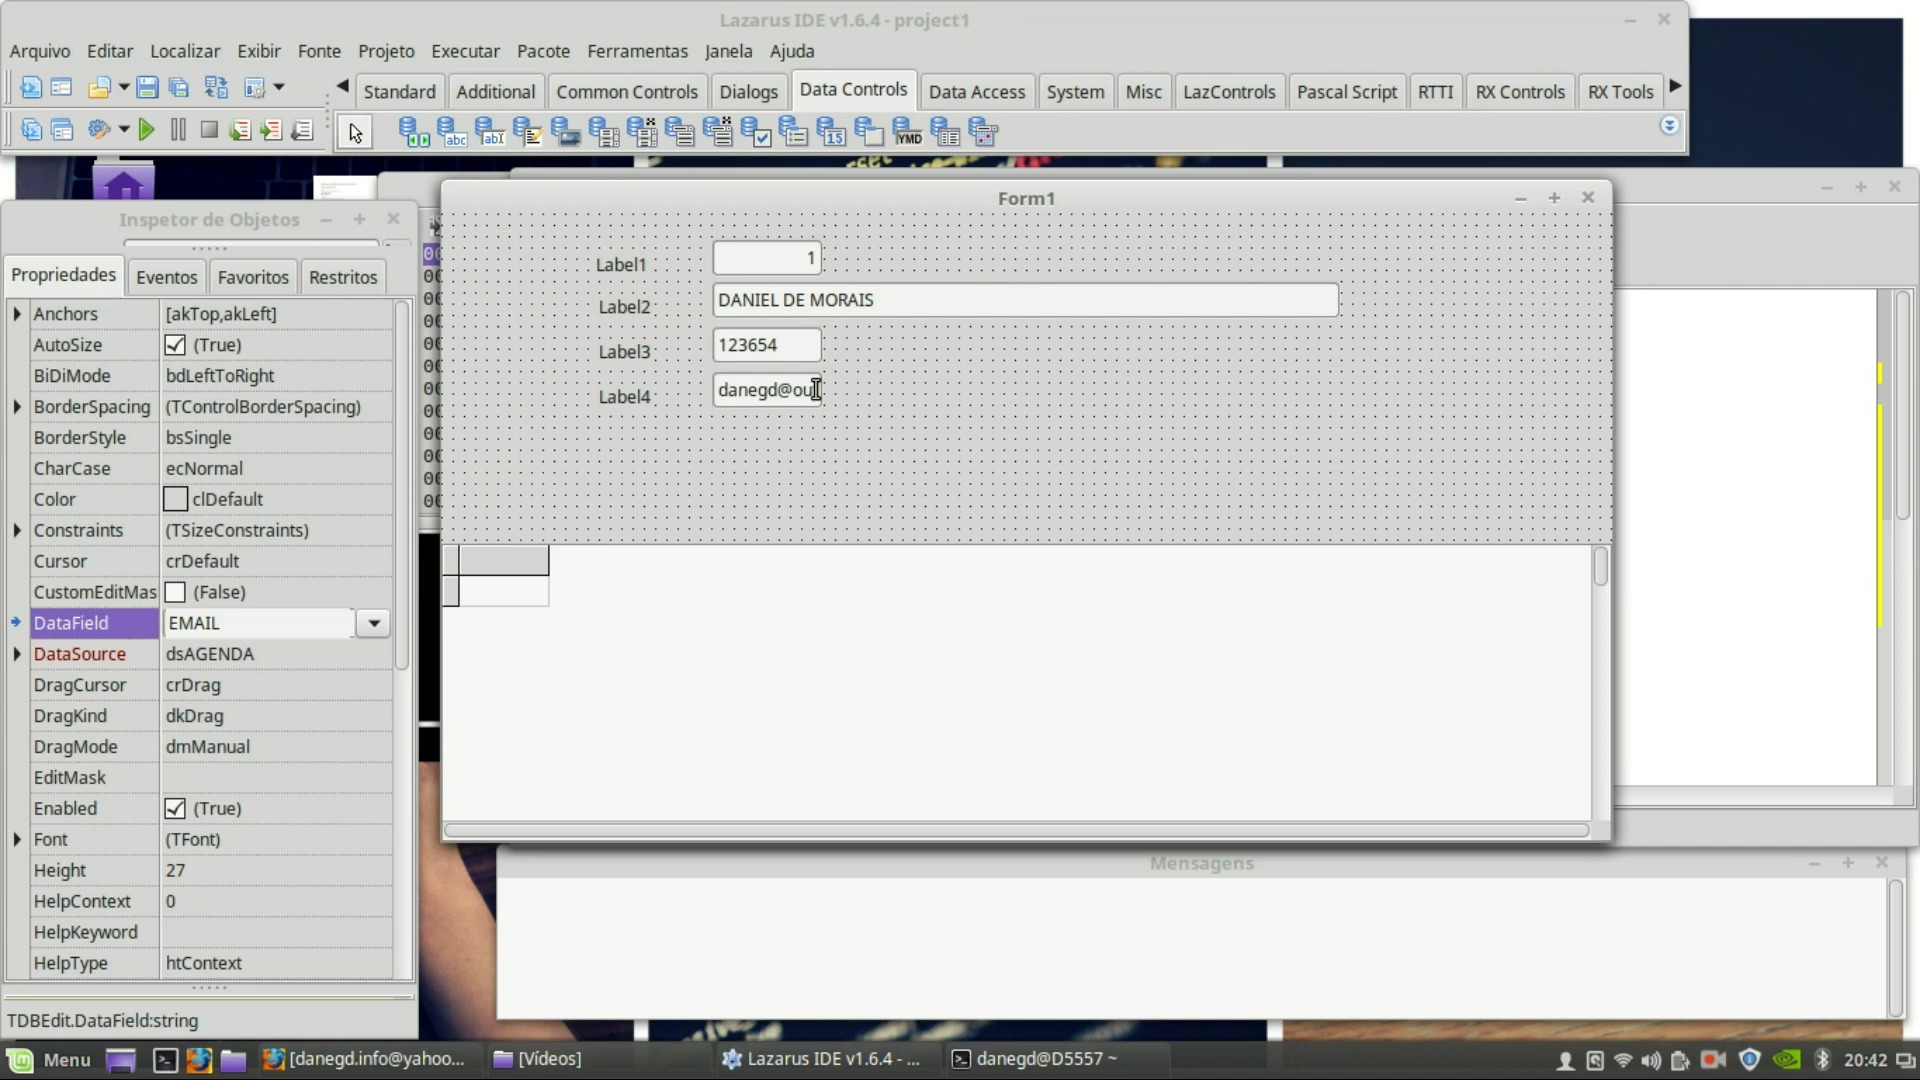 Lazarus IDE v1.6.4 - project1
Arquivo Editar Localizar Exibir Fonte Projeto Executar Pacote Ferramentas Janela Ajuda
Standard Additional Common Controls Dialogs Data Controls Data Access System Misc LazControls Pascal Script RTTI RX Controls RX Tools
abc abI 15 YMD
Inspetor de Objetos
Propriedades Eventos Favoritos Restritos
Anchors [akTop,akLeft]
AutoSize (True)
BiDiMode bdLeftToRight
BorderSpacing (TControlBorderSpacing)
BorderStyle bsSingle
CharCase ecNormal
Color clDefault
Constraints (TSizeConstraints)
Cursor crDefault
CustomEditMas (False)
DataField EMAIL
DataSource dsAGENDA
DragCursor crDrag
DragKind dkDrag
DragMode dmManual
EditMask
Enabled (True)
Font (TFont)
Height 27
HelpContext 0
HelpKeyword
HelpType htContext
TDBEdit.DataField:string
Form1
Label1 1
Label2 DANIEL DE MORAIS
Label3 123654
Label4 danegd@ou
Mensagens
Menu [danegd.info@yahoo... [Vídeos] Lazarus IDE v1.6.4 - ... danegd@D5557 ~ 20:42